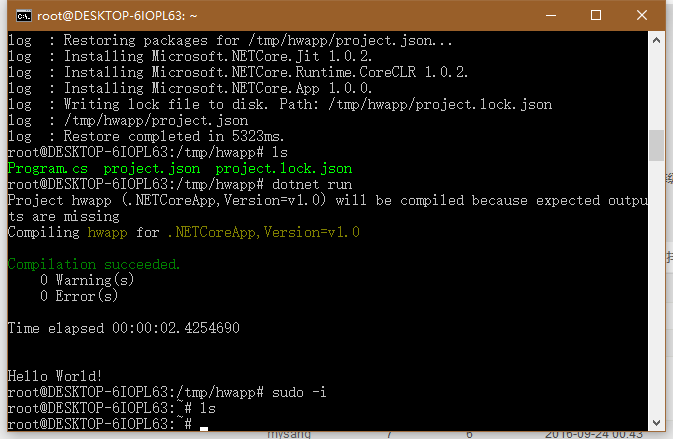 root@DESKTOP-6IOPL63: ~
log  : Restoring packages for /tmp/hwapp/project.json...
log  : Installing Microsoft.NETCore.Jit 1.0.2.
log  : Installing Microsoft.NETCore.Runtime.CoreCLR 1.0.2.
log  : Installing Microsoft.NETCore.App 1.0.0.
log  : Writing lock file to disk. Path: /tmp/hwapp/project.lock.json
log  : /tmp/hwapp/project.json
log  : Restore completed in 5323ms.
root@DESKTOP-6IOPL63:/tmp/hwapp# ls
Program.cs  project.json  project.lock.json
root@DESKTOP-6IOPL63:/tmp/hwapp# dotnet run
Project hwapp (.NETCoreApp,Version=v1.0) will be compiled because expected outpu
ts are missing
Compiling hwapp for .NETCoreApp,Version=v1.0
Compilation succeeded.
    0 Warning(s)
    0 Error(s)
Time elapsed 00:00:02.4254690
Hello World!
root@DESKTOP-6IOPL63:/tmp/hwapp# sudo -i
root@DESKTOP-6IOPL63:~# ls
root@DESKTOP-6IOPL63:~#
mysang 7 6 2016-09-24 00:43